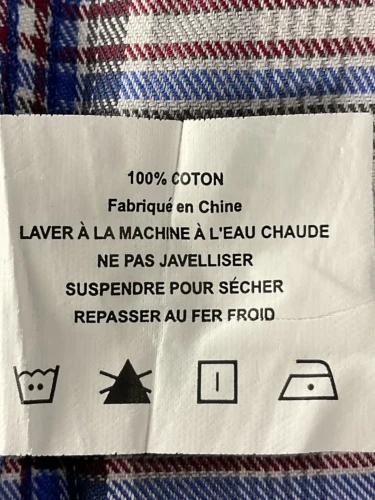 100% COTON
Fabriqué en Chine
LAVER À LA MACHINE À L'EAU CHAUDE
NE PAS JAVELLISER
SUSPENDRE POUR SÉCHER
REPASSER AU FER FROID